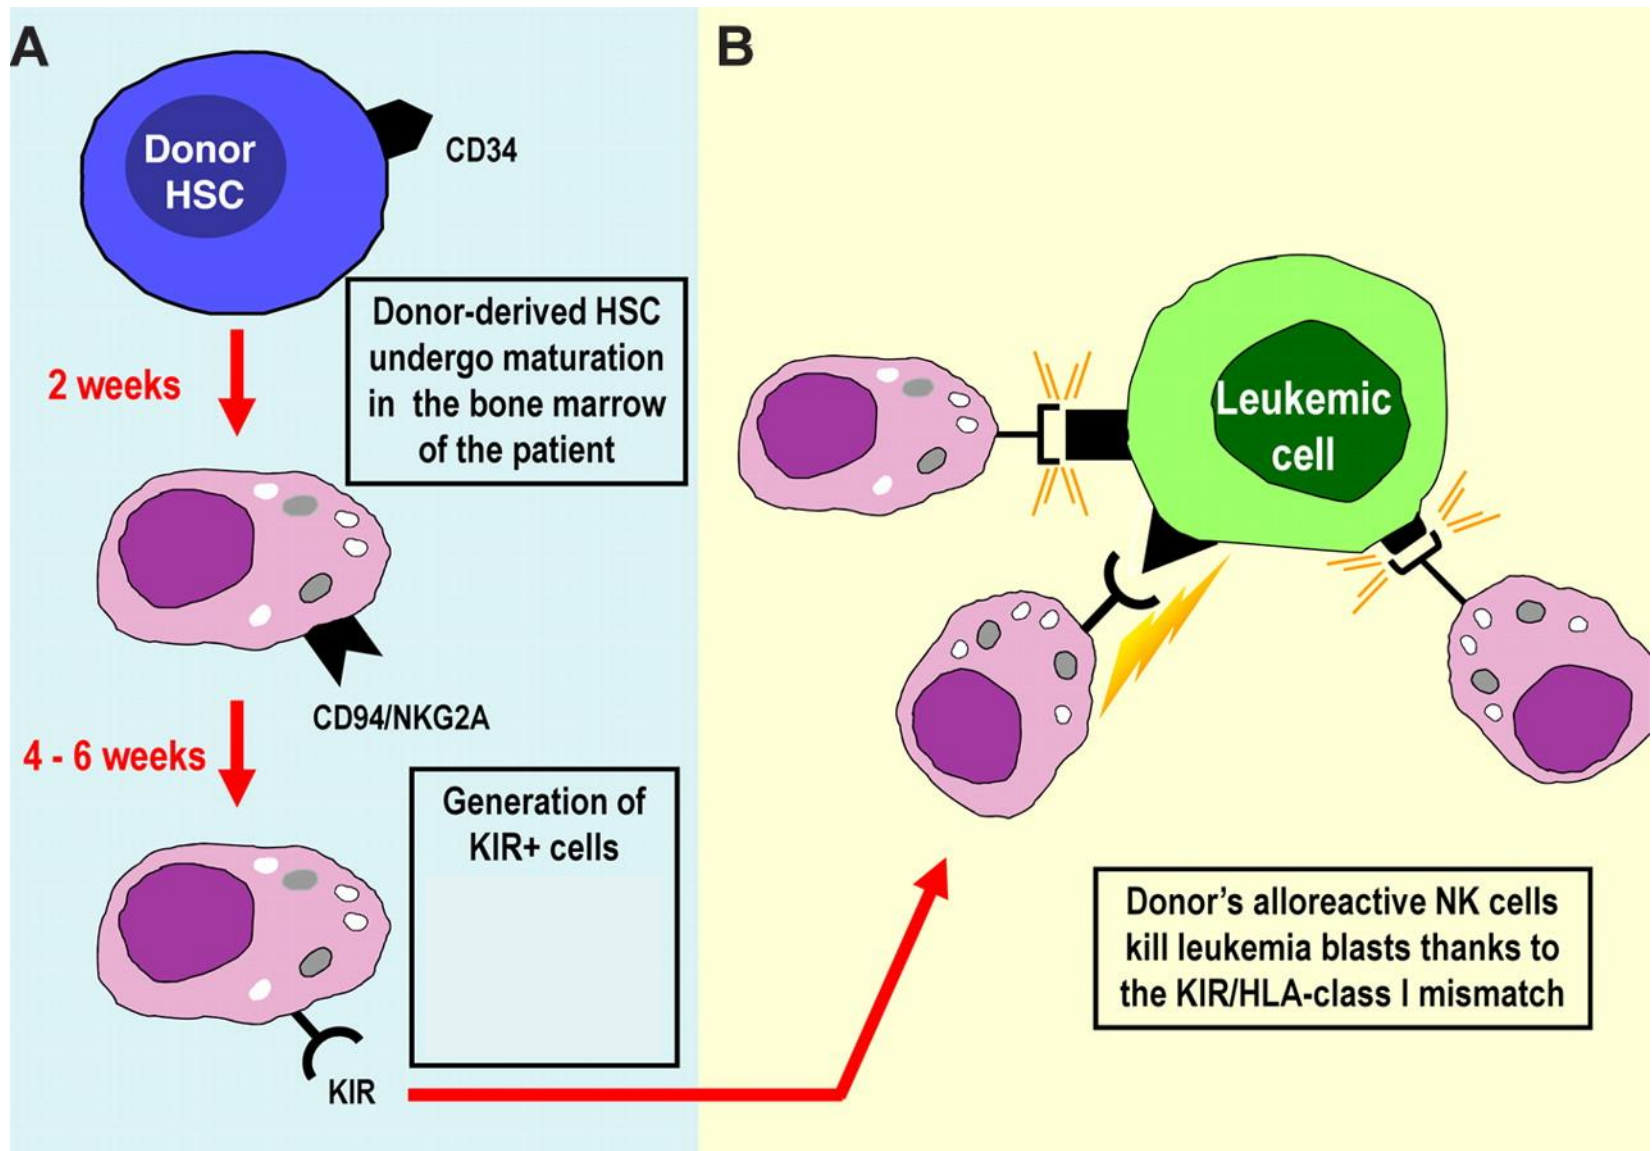 A
Donor
HSC
CD34
Donor-derived HSC
undergo maturation
in the bone marrow
of the patient
2 weeks
CD94/NKG2A
4 - 6 weeks
Generation of
KIR+ cells
KIR
B
Leukemic
cell
Donor’s alloreactive NK cells
kill leukemia blasts thanks to
the KIR/HLA-class I mismatch